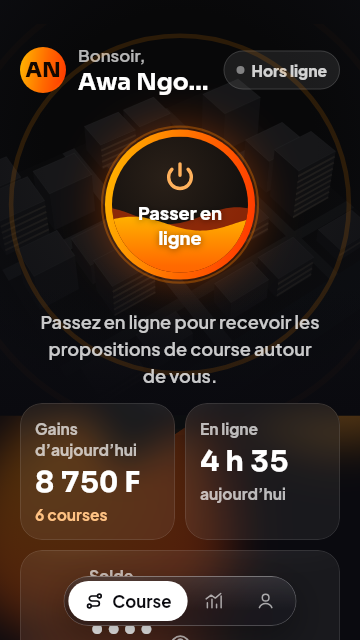 AN
Bonsoir,
Awa Ngo...
Hors ligne
Passer en
ligne
Passez en ligne pour recevoir les
propositions de course autour
de vous.
Gains
d’aujourd’hui
8 750 F
6 courses
En ligne
4 h 35
aujourd’hui
Solde
Course